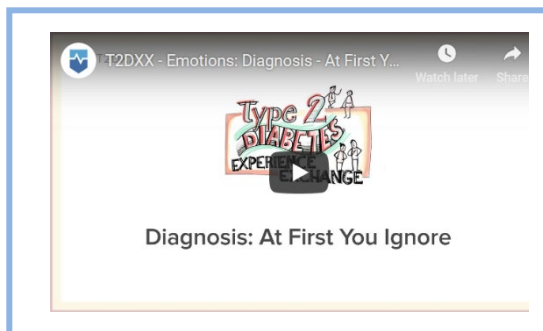 T2DXX - Emotions: Diagnosis - At First Y...
Watch later
Share
Type 2
DIABETES
EXPERIENCE
EXCHANGE
Diagnosis: At First You Ignore